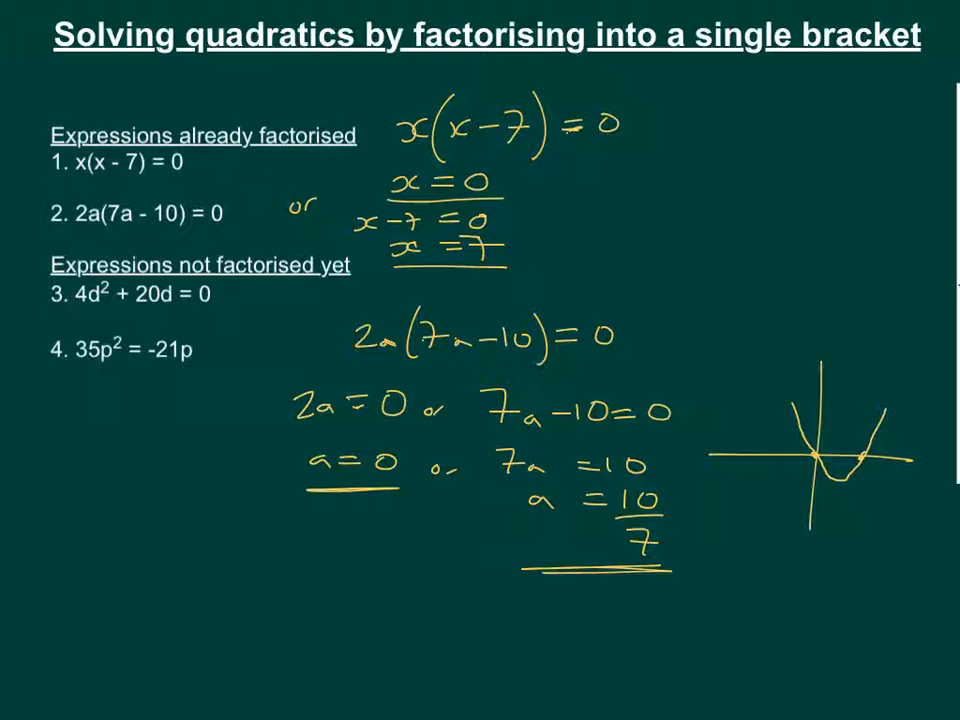 Solving quadratics by factorising into a single bracket
Expressions already factorised
1. x(x - 7) = 0
2. 2a(7a - 10) = 0
Expressions not factorised yet
3. 4d² + 20d = 0
4. 35p² = -21p
x(x-7) = 0
x = 0
or
x -7 = 0
x = 7
2a(7a-10) = 0
2a = 0 or 7a -10 = 0
a = 0 or 7a = 10
a = 10
7